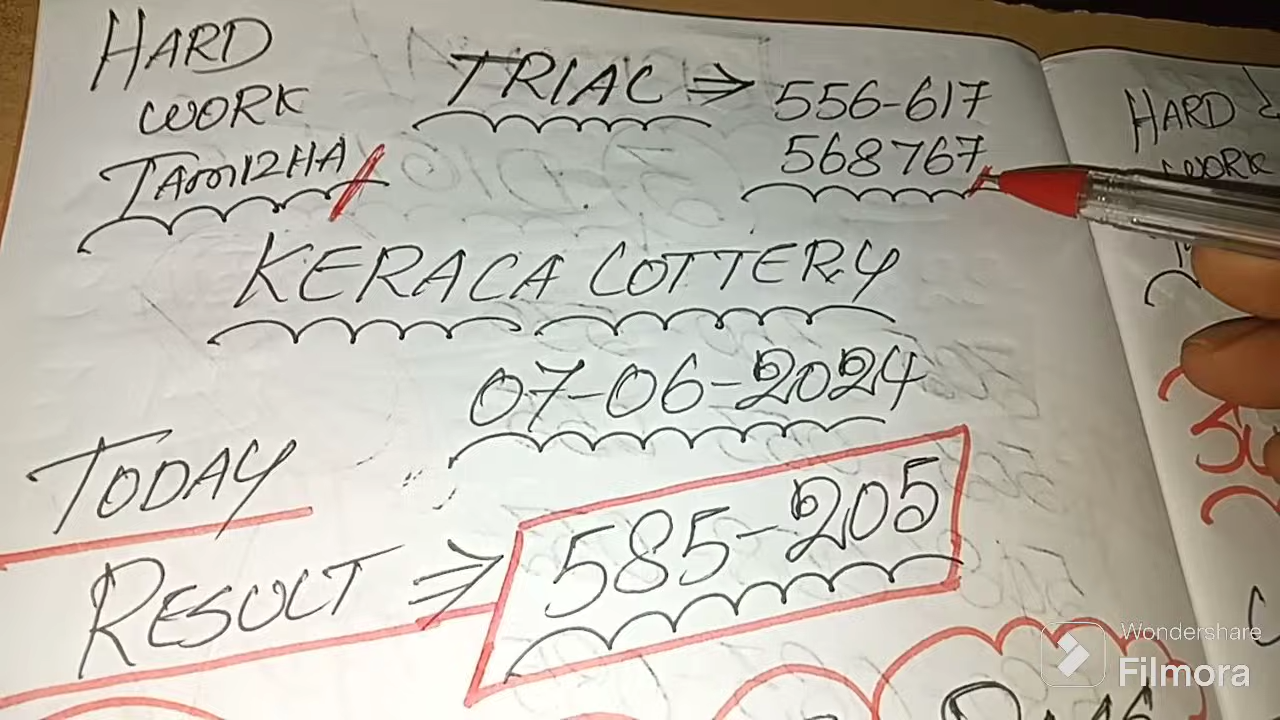 HARD
WORK
TAMIZHA
TRIAC ⇒ 556-617
568767
KERALA LOTTERY
07-06-2024
TODAY
RESULT ⇒ 585-205
HARD
WORK
Wondershare
Filmora